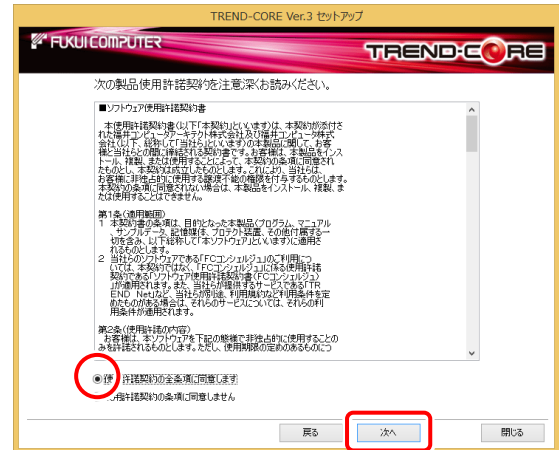 TREND-CORE Ver.3 セットアップ
FUKUI COMPUTER
TREND-CORE
次の製品使用許諾契約を注意深くお読みください。
■ソフトウェア使用許諾契約書
本使用許諾契約書(以下「本契約」といいます)は、本契約が添付さ
れた福井コンピュータアーキテクト株式会社及び福井コンピュータ株式
会社(以下、総称して「当社ら」といいます)の本製品に関して、お客
様と当社らとの間に締結される契約書です。お客様は、本製品をインス
トール、複製、または使用することによって、本契約の条項に同意され
たものとし、本契約は成立したものとします。これにより、当社らは、
お客様に非独占的に使用する譲渡不能の権限を付与するものとします。
本契約の条項に同意されない場合は、本製品をインストール、複製、ま
たは使用することはできません。
第1条(適用範囲)
1 本契約書の条項は、目的となった本製品(プログラム、マニュアル
、サンプルデータ、記憶媒体、プロテクト装置、その他付属する一
切を含み、以下総称して「本ソフトウェア」といいます)に適用さ
れるものとします。
2 当社らのソフトウェアである「FCコンシェルジュ」のご利用につ
いては、本契約ではなく、「FCコンシェルジュ」に係る使用許諾
契約である「ソフトウェア使用許諾契約書(FCコンシェルジュ)
」が適用されます。また、当社らが提供するサービスである「TR
END Net」など、当社らが別途、利用規約など利用条件を定
めたものがある場合は、それらのサービスについては、それらの利
用条件が適用されます。
第2条(使用許諾の内容)
お客様は、本ソフトウェアを下記の態様で非独占的に使用することの
みを許諾されるものとします。ただし、使用期限の定めのあるものにつ
使 許諾契約の全条項に同意します
許諾契約の条項に同意しません
戻る
次へ
閉じる